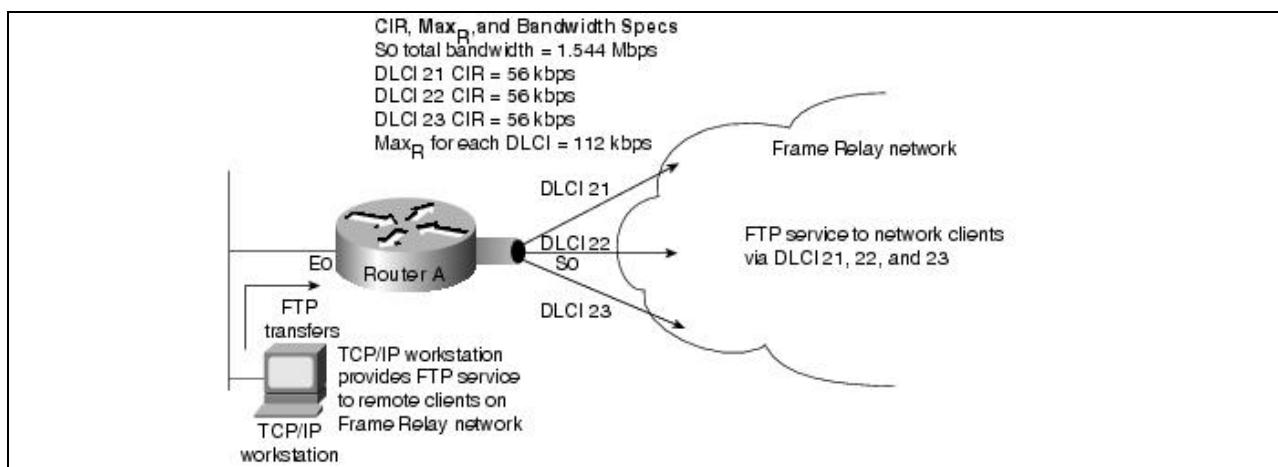 CIR, MaxR,and Bandwidth Specs
S0 total bandwidth = 1.544 Mbps
DLCI 21 CIR = 56 kbps
DLCI 22 CIR = 56 kbps
DLCI 23 CIR = 56 kbps
MaxR for each DLCI = 112 kbps
Frame Relay network
DLCI 21
DLCI 22
S0
DLCI 23
FTP service to network clients
via DLCI 21, 22, and 23
E0
Router A
FTP
transfers
TCP/IP workstation
provides FTP service
to remote clients on
Frame Relay network
TCP/IP
workstation